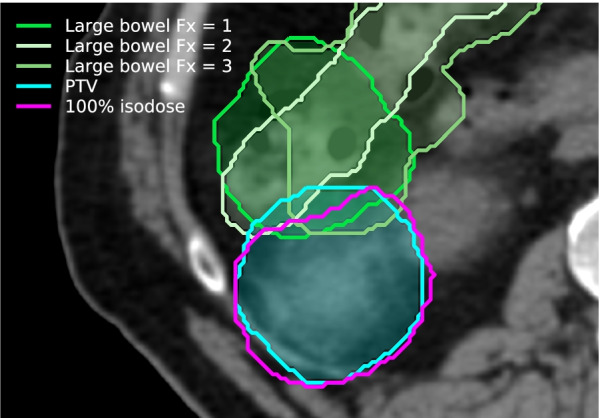 Large bowel Fx = 1
Large bowel Fx = 2
Large bowel Fx = 3
PTV
100% isodose